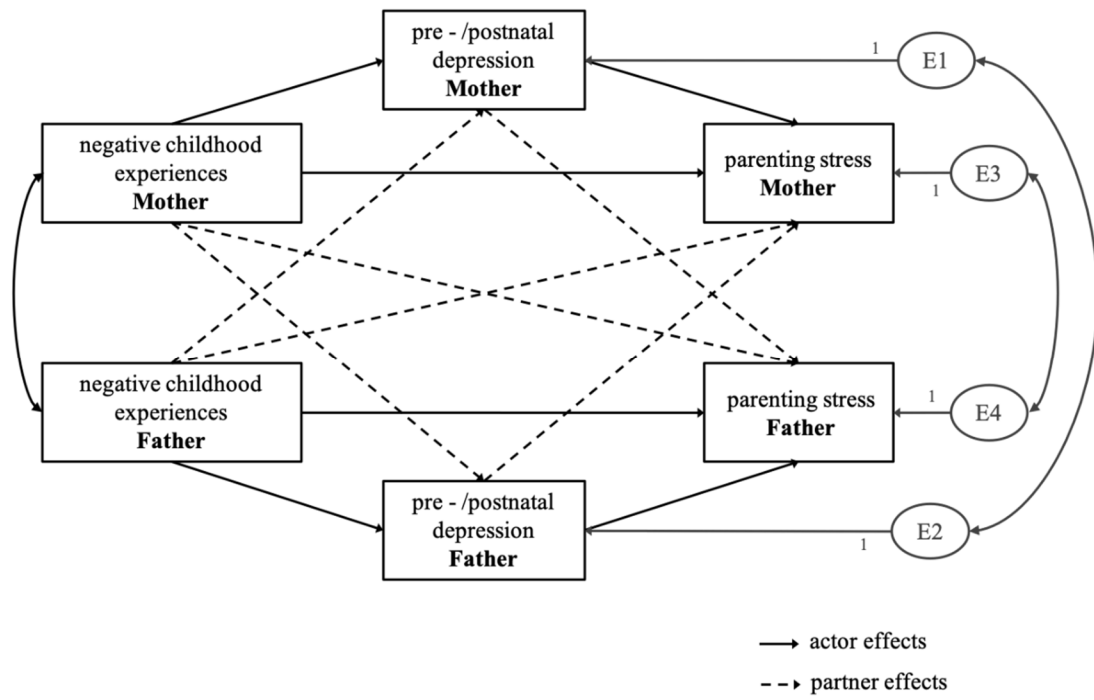 pre - /postnatal
depression
Mother
1
E1
negative childhood
experiences
Mother
parenting stress
Mother
1
E3
negative childhood
experiences
Father
parenting stress
Father
1
E4
pre - /postnatal
depression
Father
1
E2
actor effects
partner effects